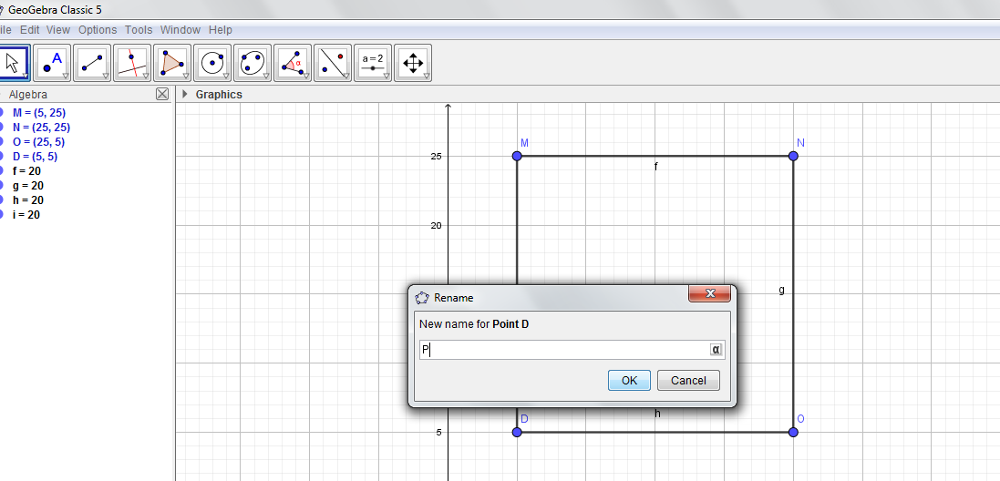 GeoGebra Classic 5
ile Edit View Options Tools Window Help
A
α
a = 2
Algebra
Graphics
M = (5, 25)
N = (25, 25)
O = (25, 5)
D = (5, 5)
f = 20
g = 20
h = 20
i = 20
M
N
25
f
20
g
Rename
New name for Point D
P
α
OK Cancel
h
D
O
5